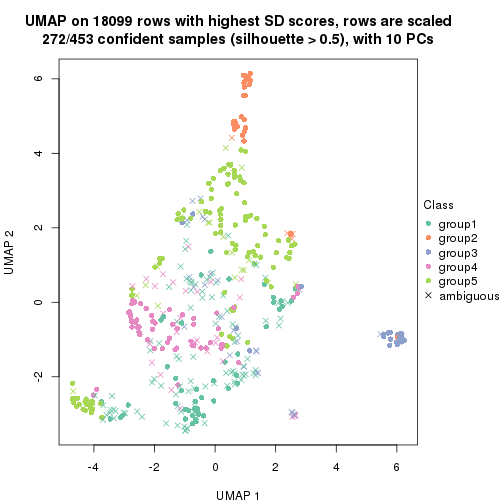 UMAP on 18099 rows with highest SD scores, rows are scaled
272/453 confident samples (silhouette > 0.5), with 10 PCs
6
4
2
0
-2
UMAP 2
-4
-2
0
2
4
6
UMAP 1
Class
group1
group2
group3
group4
group5
ambiguous